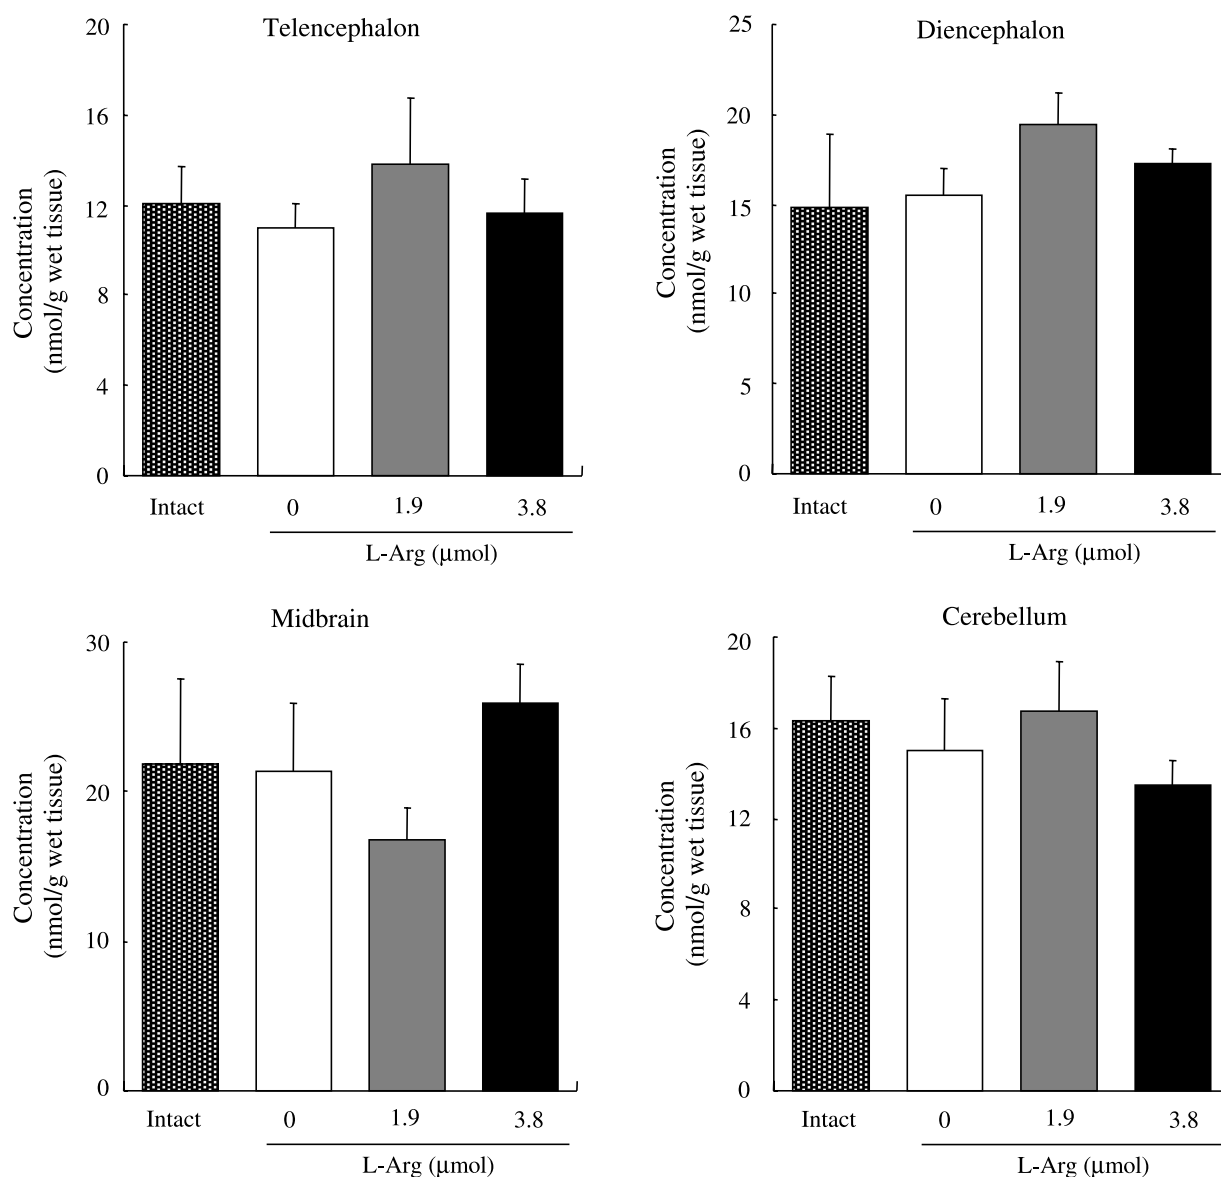 Telencephalon
20
16
12
8
4
0
Concentration
(nmol/g wet tissue)
Intact
0
1.9
3.8
L-Arg (μmol)
Diencephalon
25
20
15
10
5
0
Concentration
(nmol/g wet tissue)
Intact
0
1.9
3.8
L-Arg (μmol)
Midbrain
30
20
10
0
Concentration
(nmol/g wet tissue)
Intact
0
1.9
3.8
L-Arg (μmol)
Cerebellum
20
16
12
8
4
0
Concentration
(nmol/g wet tissue)
Intact
0
1.9
3.8
L-Arg (μmol)